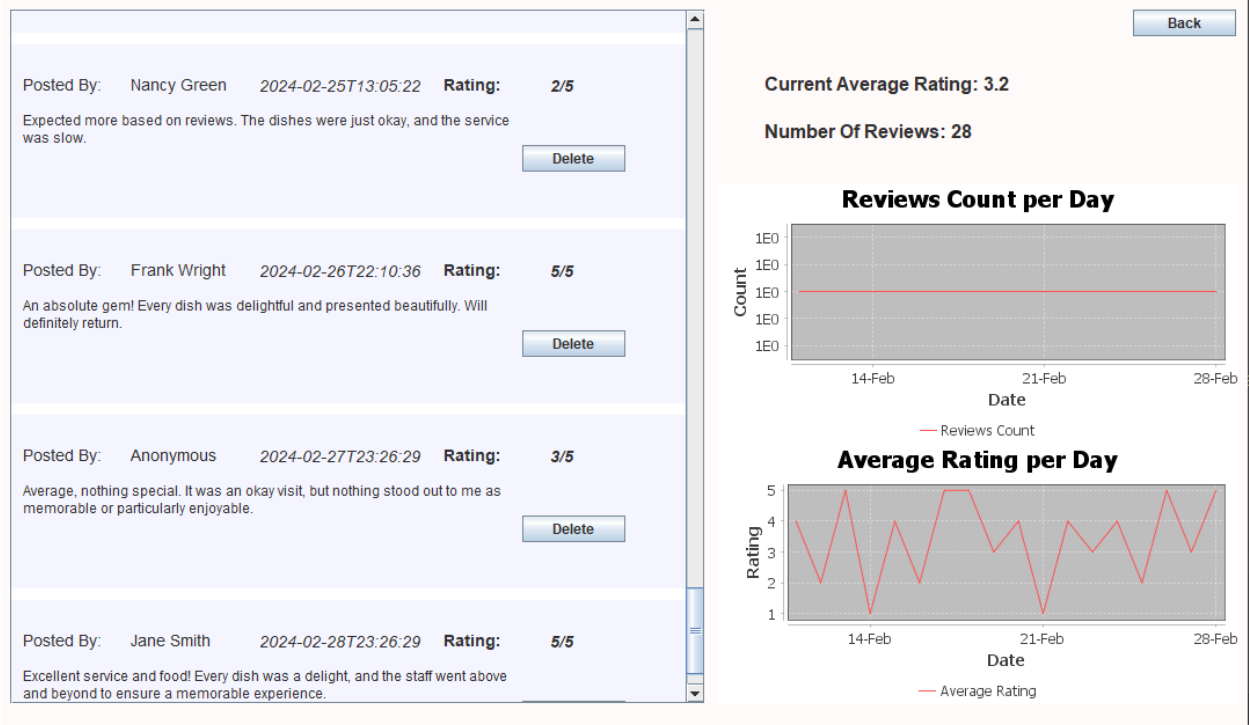 Back
Posted By: Nancy Green 2024-02-25T13:05:22 Rating: 2/5
Expected more based on reviews. The dishes were just okay, and the service
was slow.
Delete
Posted By: Frank Wright 2024-02-26T22:10:36 Rating: 5/5
An absolute gem! Every dish was delightful and presented beautifully. Will
definitely return.
Delete
Posted By: Anonymous 2024-02-27T23:26:29 Rating: 3/5
Average, nothing special. It was an okay visit, but nothing stood out to me as
memorable or particularly enjoyable.
Delete
Posted By: Jane Smith 2024-02-28T23:26:29 Rating: 5/5
Excellent service and food! Every dish was a delight, and the staff went above
and beyond to ensure a memorable experience.
Current Average Rating: 3.2
Number Of Reviews: 28
Reviews Count per Day
1E0
1E0
1E0
1E0
1E0
Count
14-Feb 21-Feb 28-Feb
Date
Reviews Count
Average Rating per Day
5
4
3
2
1
Rating
14-Feb 21-Feb 28-Feb
Date
Average Rating